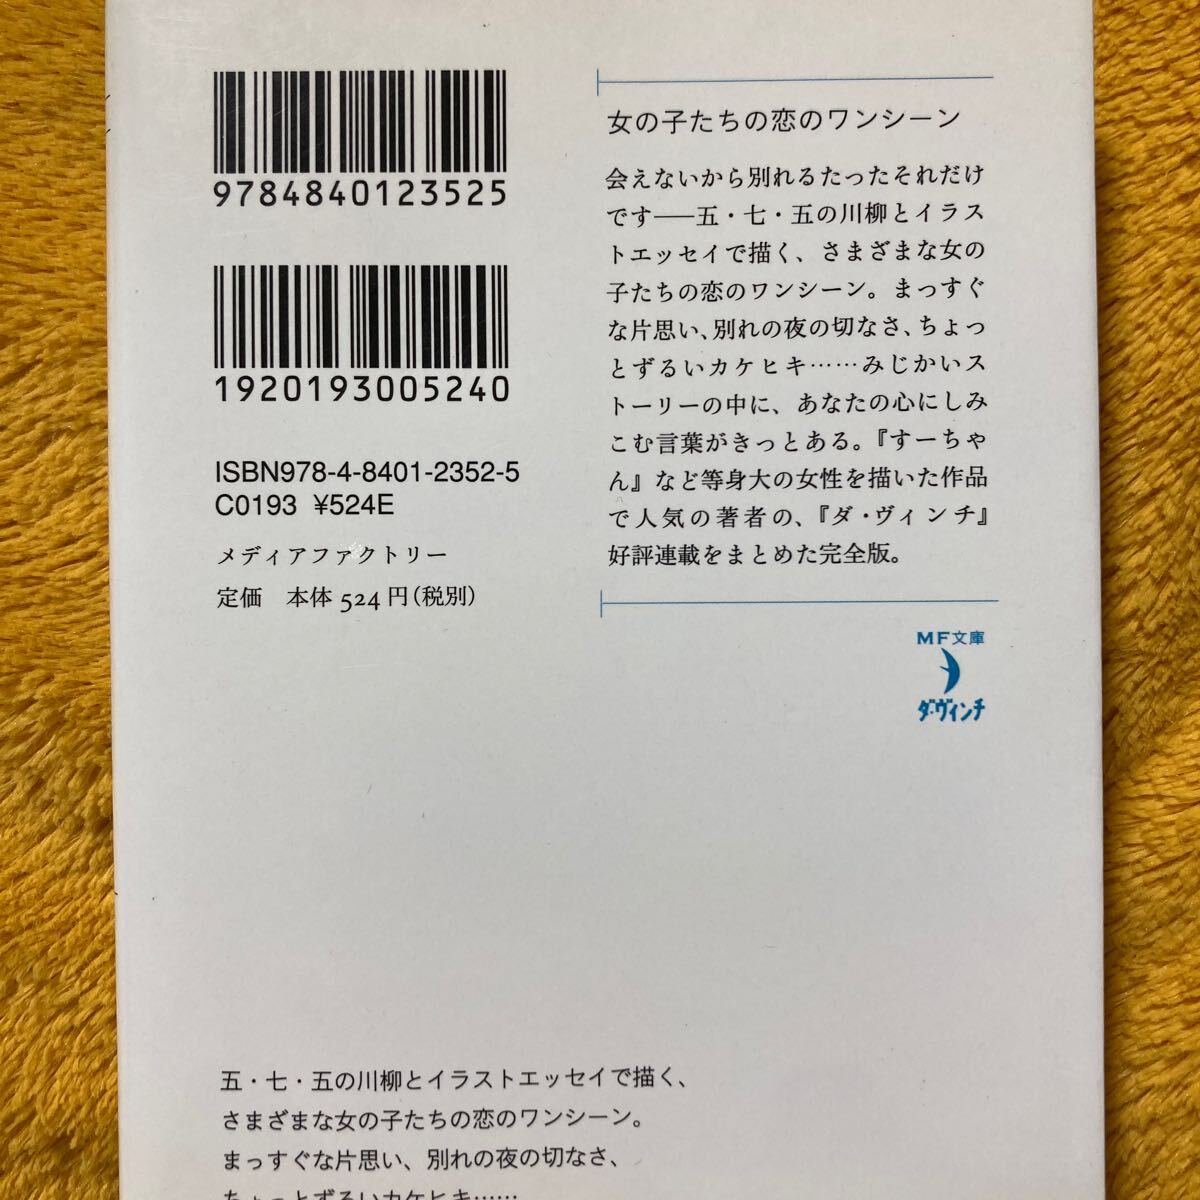 9784840123525
1920193005240
ISBN978-4-8401-2352-5
C0193 ¥524E
メディアファクトリー
定価 本体 524円(税別)
女の子たちの恋のワンシーン
会えないから別れるたったそれだけ
です──五・七・五の川柳とイラス
トエッセイで描く、さまざまな女の
子たちの恋のワンシーン。まっすぐ
な片思い、別れの夜の切なさ、ちょっ
とずるいカケヒキ……みじかいス
トーリーの中に、あなたの心にしみ
こむ言葉がきっとある。『すーちゃ
ん』など等身大の女性を描いた作品
で人気の著者の、『ダ・ヴィンチ』
好評連載をまとめた完全版。
MF文庫
ダ・ヴィンチ
五・七・五の川柳とイラストエッセイで描く、
さまざまな女の子たちの恋のワンシーン。
まっすぐな片思い、別れの夜の切なさ、
ちょっとずるいカケヒキ……